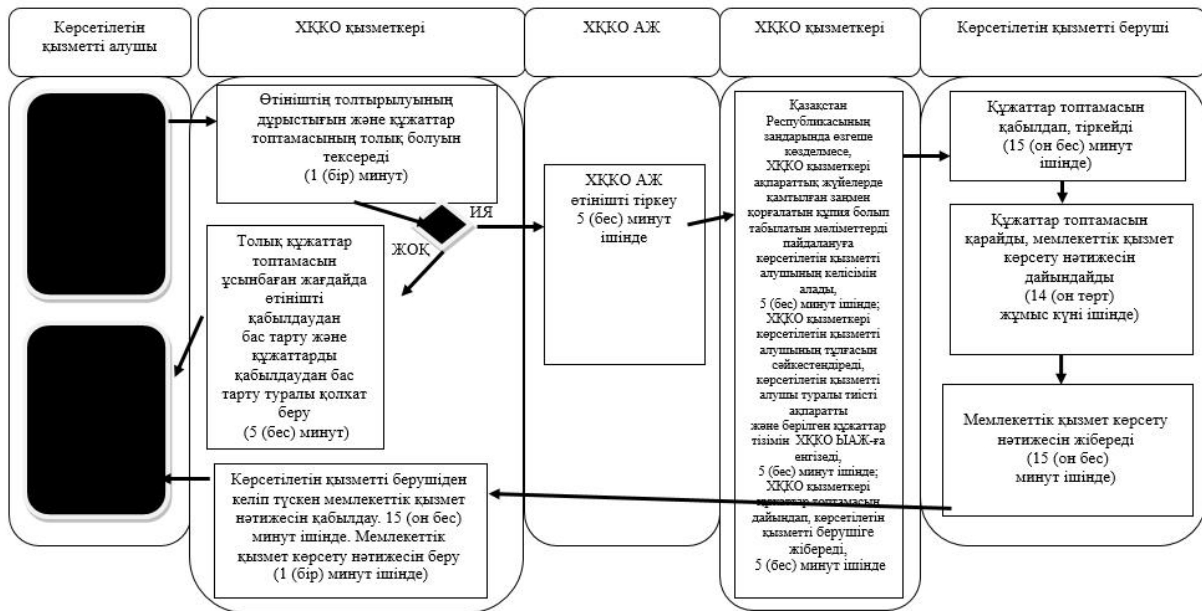 Көрсетілетін
қызметті алушы
ХҚКО қызметкері
ХҚКО АЖ
ХҚКО қызметкері
Көрсетілетін қызметті беруші
Өтініштің толтырылуының
дұрыстығын және құжаттар
топтамасының толық болуын
тексереді
(1 (бір) минут)
ИЯ
ЖОҚ
Толық құжаттар
топтамасын
ұсынбаған жағдайда
өтінішті
қабылдаудан
бас тарту және
құжаттарды
қабылдаудан бас
тарту туралы қолхат
беру
(5 (бес) минут)
Көрсетілетін қызметті берушіден
келіп түскен мемлекеттік қызмет
нәтижесін қабылдау. 15 (он бес)
минут ішінде. Мемлекеттік
қызмет көрсету нәтижесін беру
(1 (бір) минут ішінде)
ХҚКО АЖ
өтінішті тіркеу
5 (бес) минут
ішінде
Қазақстан
Республикасының
заңдарында өзгеше
көзделмесе,
ХҚКО қызметкері
ақпараттық жүйелерде
қамтылған заңмен
қорғалатын құпия болып
табылатын мәліметтерді
пайдалануға
көрсетілетін қызметті
алушының келісімін
алады,
5 (бес) минут ішінде;
ХҚКО қызметкері
көрсетілетін қызметті
алушының тұлғасын
сәйкестендіреді,
көрсетілетін қызметті
алушы туралы тиісті
ақпаратты
және берілген құжаттар
тізімін ХҚКО ЫАЖ-ға
енгізеді,
5 (бес) минут ішінде;
ХҚКО қызметкері
құжаттар топтамасын
дайындап, көрсетілетін
қызметті берушіге
жібереді,
5 (бес) минут ішінде
Құжаттар топтамасын
қабылдап, тіркейді
(15 (он бес) минут
ішінде)
Құжаттар топтамасын
қарайды, мемлекеттік қызмет
көрсету нәтижесін
дайындайды
(14 (он төрт)
жұмыс күні ішінде)
Мемлекеттік қызмет көрсету
нәтижесін жібереді
(15 (он бес)
минут ішінде)